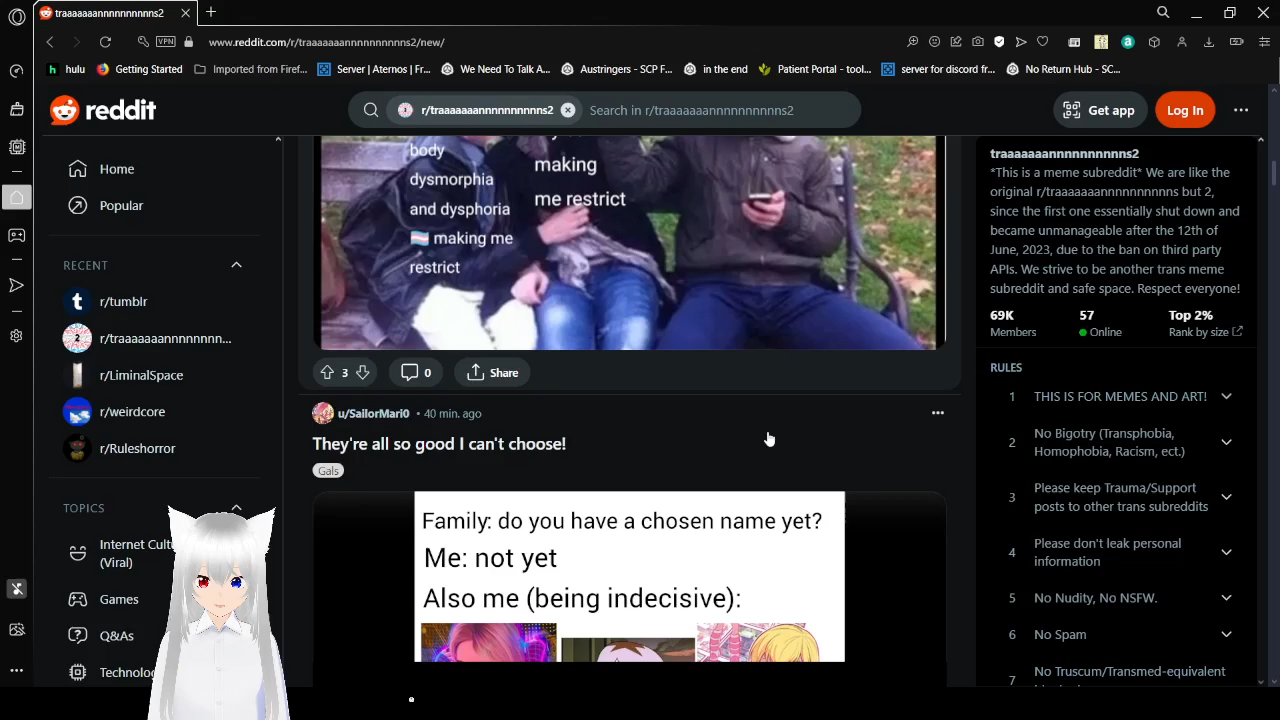 traaaaaaannnnnnnnnns2
VPN
www.reddit.com/r/traaaaaaannnnnnnnnns2/new/
hulu
Getting Started
Imported from Firef...
Server | Aternos | Fr...
We Need To Talk A...
Austringers - SCP F...
in the end
Patient Portal - tool...
server for discord fr...
No Return Hub - SC...
reddit
r/traaaaaaannnnnnnnnns2
Search in r/traaaaaaannnnnnnnnns2
Get app
Log In
Home
Popular
RECENT
r/tumblr
r/traaaaaaannnnnnn...
r/LiminalSpace
r/weirdcore
r/Ruleshorror
TOPICS
Internet Cult
(Viral)
Games
Q&As
Technolog
body
dysmorphia
and dysphoria
🏳️‍⚧️ making me
restrict
making
me restrict
3
0
Share
u/SailorMari0 • 40 min. ago
They're all so good I can't choose!
Gals
Family: do you have a chosen name yet?
Me: not yet
Also me (being indecisive):
traaaaaaannnnnnnnnns2
*This is a meme subreddit* We are like the
original r/traaaaaaannnnnnnnnns but 2,
since the first one essentially shut down and
became unmanageable after the 12th of
June, 2023, due to the ban on third party
APIs. We strive to be another trans meme
subreddit and safe space. Respect everyone!
69K
Members
57
Online
Top 2%
Rank by size
RULES
1 THIS IS FOR MEMES AND ART!
2 No Bigotry (Transphobia,
Homophobia, Racism, ect.)
3 Please keep Trauma/Support
posts to other trans subreddits
4 Please don't leak personal
information
5 No Nudity, No NSFW.
6 No Spam
7 No Truscum/Transmed-equivalent